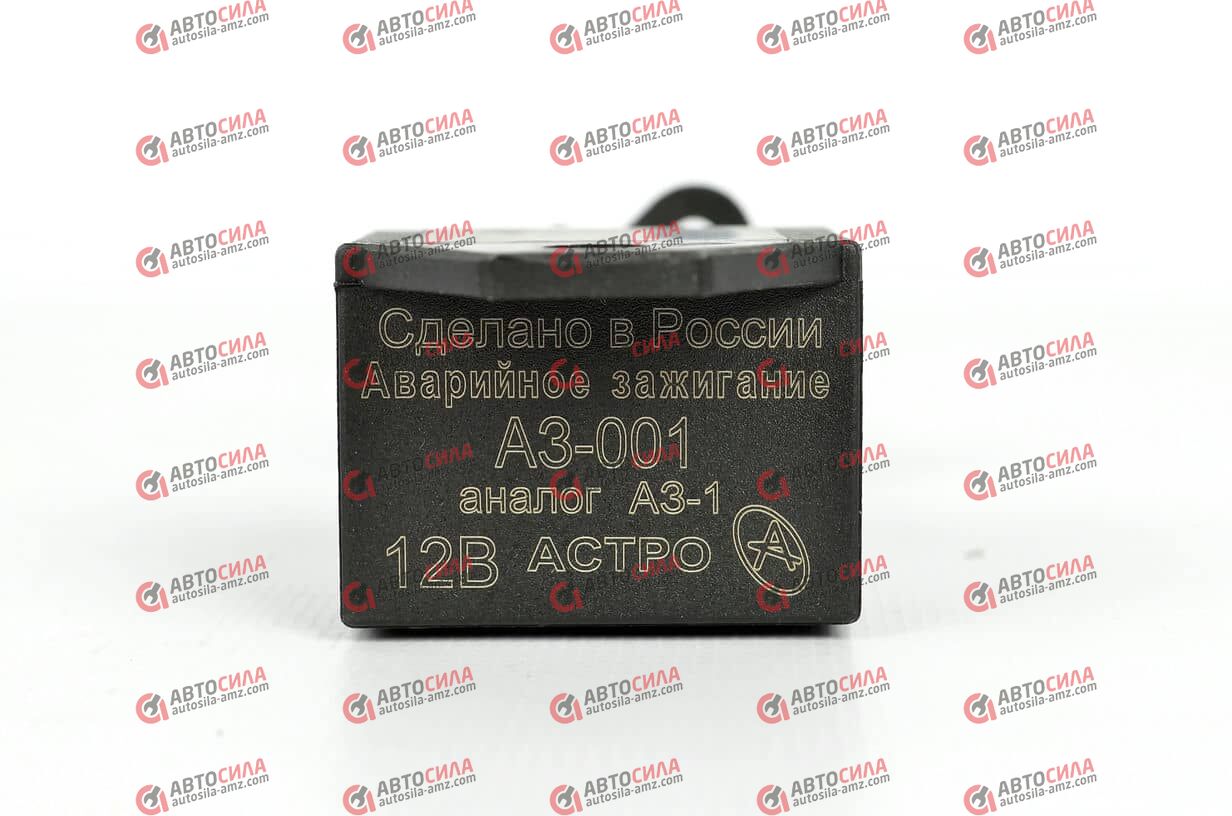 Сделано в России
Аварийное зажигание
АЗ-001
аналог АЗ-1
12В АСТРО А
АВТОСИЛА
autosila-amz.com